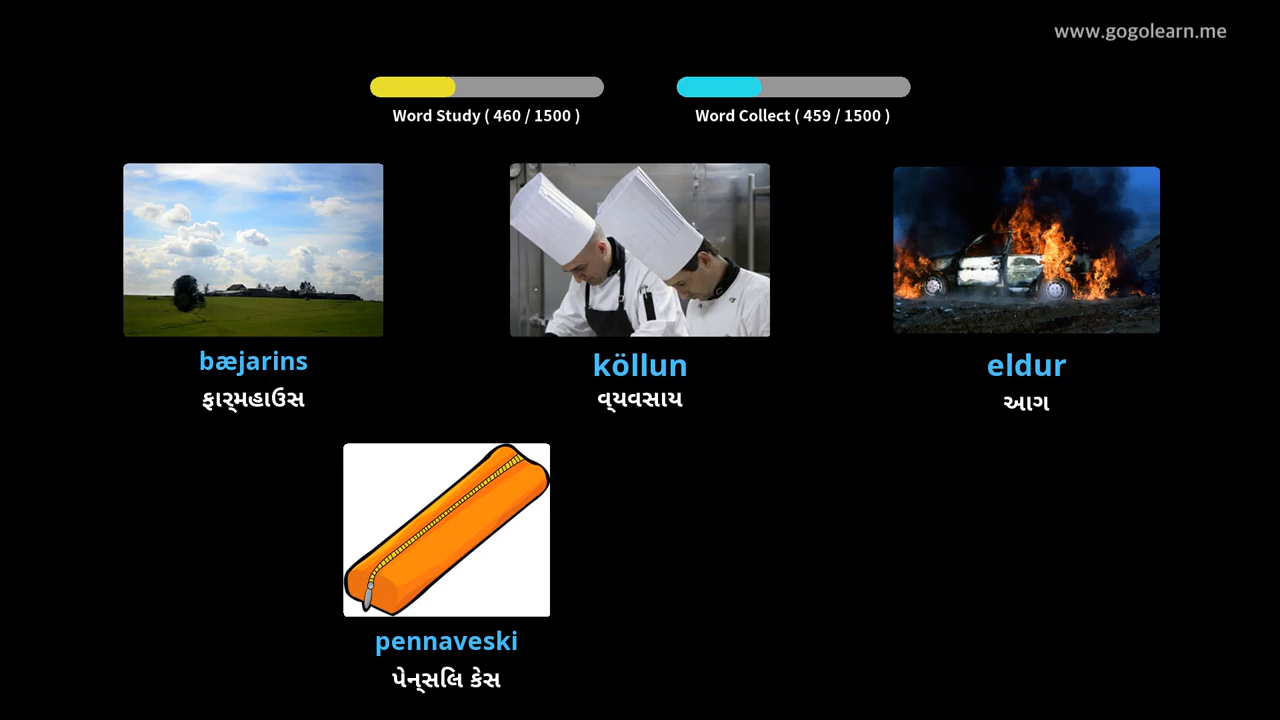 www.gogolearn.me
Word Study ( 460 / 1500 )
Word Collect ( 459 / 1500 )
bæjarins
ફાર્મહાઉસ
köllun
વ્યવસાય
eldur
આગ
pennaveski
પેન્સિલ કેસ